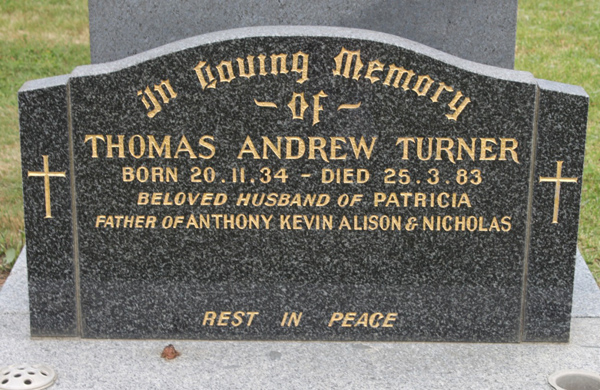 In Loving Memory
- Of -
THOMAS ANDREW TURNER
BORN 20.11.34 - DIED 25.3.83
BELOVED HUSBAND OF PATRICIA
FATHER OF ANTHONY KEVIN ALISON & NICHOLAS
REST IN PEACE